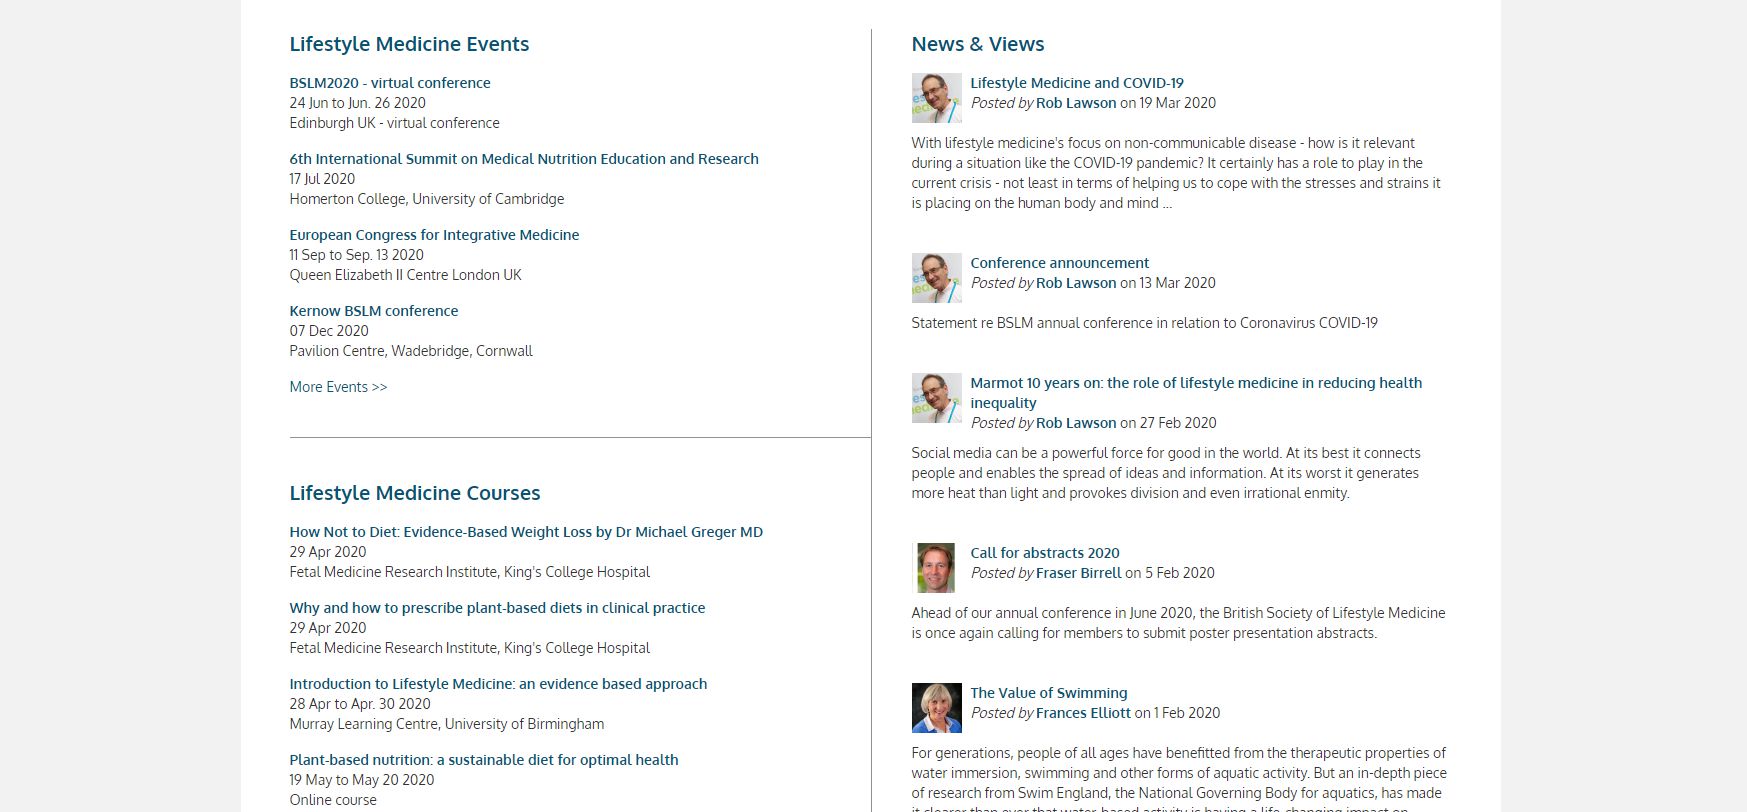 Lifestyle Medicine Events
BSLM2020 - virtual conference
24 Jun to Jun. 26 2020
Edinburgh UK - virtual conference
6th International Summit on Medical Nutrition Education and Research
17 Jul 2020
Homerton College, University of Cambridge
European Congress for Integrative Medicine
11 Sep to Sep. 13 2020
Queen Elizabeth II Centre London UK
Kernow BSLM conference
07 Dec 2020
Pavilion Centre, Wadebridge, Cornwall
More Events >>
Lifestyle Medicine Courses
How Not to Diet: Evidence-Based Weight Loss by Dr Michael Greger MD
29 Apr 2020
Fetal Medicine Research Institute, King's College Hospital
Why and how to prescribe plant-based diets in clinical practice
29 Apr 2020
Fetal Medicine Research Institute, King's College Hospital
Introduction to Lifestyle Medicine: an evidence based approach
28 Apr to Apr. 30 2020
Murray Learning Centre, University of Birmingham
Plant-based nutrition: a sustainable diet for optimal health
19 May to May 20 2020
Online course
News & Views
Lifestyle Medicine and COVID-19
Posted by Rob Lawson on 19 Mar 2020
With lifestyle medicine's focus on non-communicable disease - how is it relevant
during a situation like the COVID-19 pandemic? It certainly has a role to play in the
current crisis - not least in terms of helping us to cope with the stresses and strains it
is placing on the human body and mind ...
Conference announcement
Posted by Rob Lawson on 13 Mar 2020
Statement re BSLM annual conference in relation to Coronavirus COVID-19
Marmot 10 years on: the role of lifestyle medicine in reducing health
inequality
Posted by Rob Lawson on 27 Feb 2020
Social media can be a powerful force for good in the world. At its best it connects
people and enables the spread of ideas and information. At its worst it generates
more heat than light and provokes division and even irrational enmity.
Call for abstracts 2020
Posted by Fraser Birrell on 5 Feb 2020
Ahead of our annual conference in June 2020, the British Society of Lifestyle Medicine
is once again calling for members to submit poster presentation abstracts.
The Value of Swimming
Posted by Frances Elliott on 1 Feb 2020
For generations, people of all ages have benefitted from the therapeutic properties of
water immersion, swimming and other forms of aquatic activity. But an in-depth piece
of research from Swim England, the National Governing Body for aquatics, has made
it clearer than ever that water-based activity is having a life-changing impact on